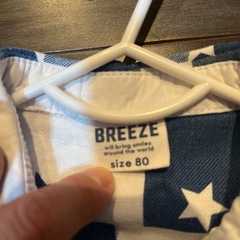 BREEZE
will bring smiles
around the world
size 80